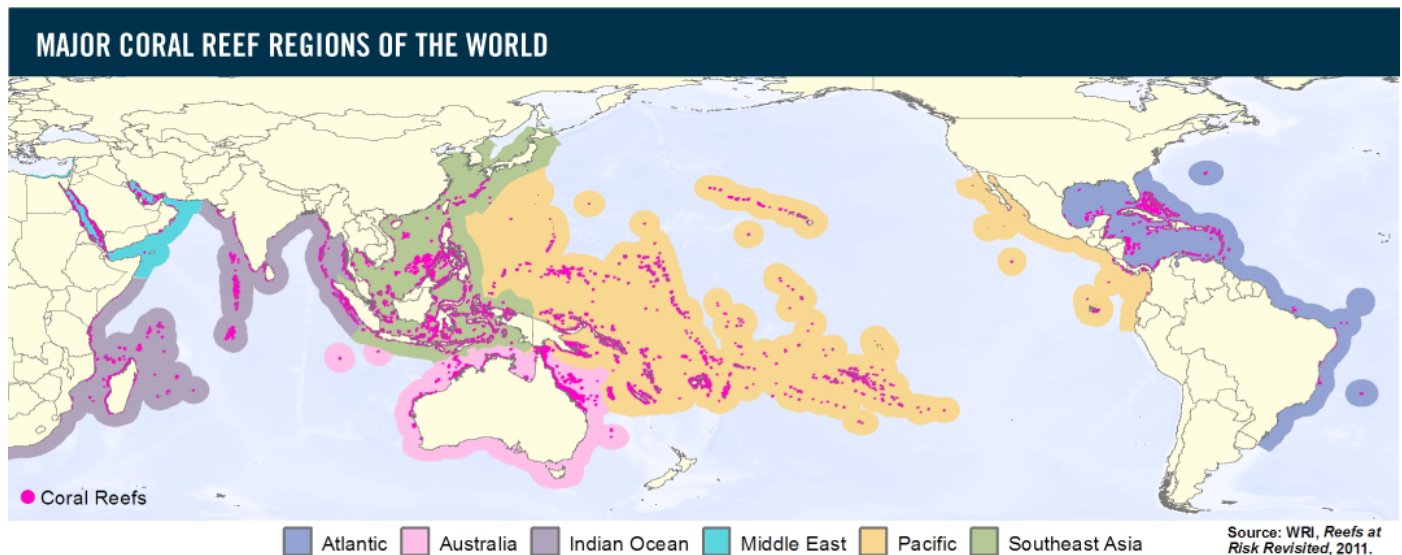 MAJOR CORAL REEF REGIONS OF THE WORLD
Coral Reefs
Atlantic
Australia
Indian Ocean
Middle East
Pacific
Southeast Asia
Source: WRI, Reefs at
Risk Revisited, 2011.